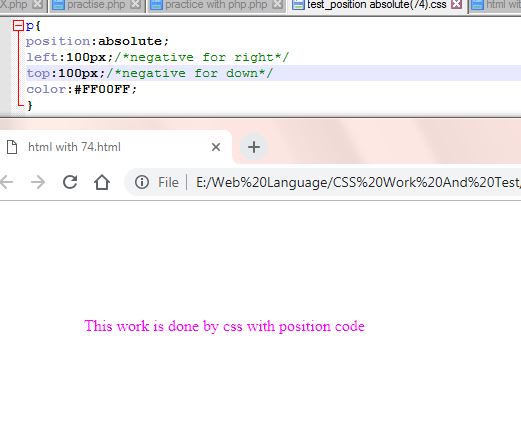 X.php practise.php practice with php.php test_position absolute(74).css html wit
p{
position:absolute;
left:100px;/*negative for right*/
top:100px;/*negative for down*/
color:#FF00FF;
}
html with 74.html
File | E:/Web%20Language/CSS%20Work%20And%20Test,
This work is done by css with position code